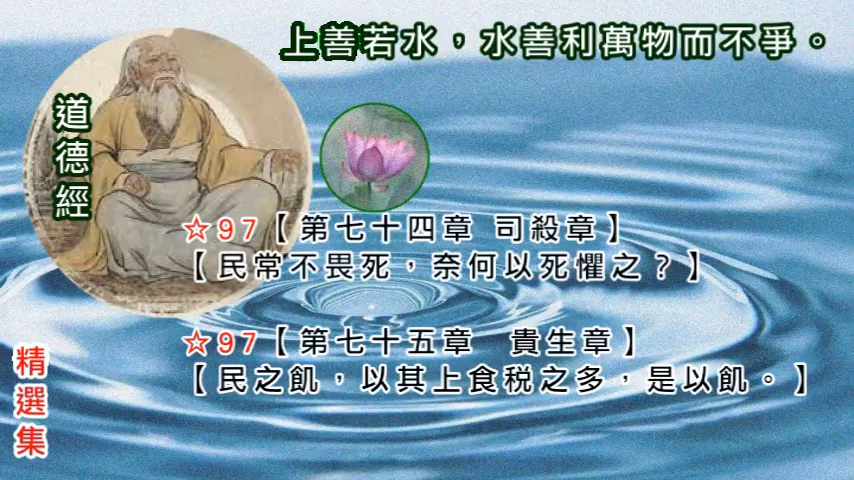 上善若水，水善利萬物而不爭。
道德經
☆97【第七十四章 司殺章】
【民常不畏死，奈何以死懼之？】
☆97【第七十五章 貴生章】
【民之飢，以其上食税之多，是以飢。】
精選集